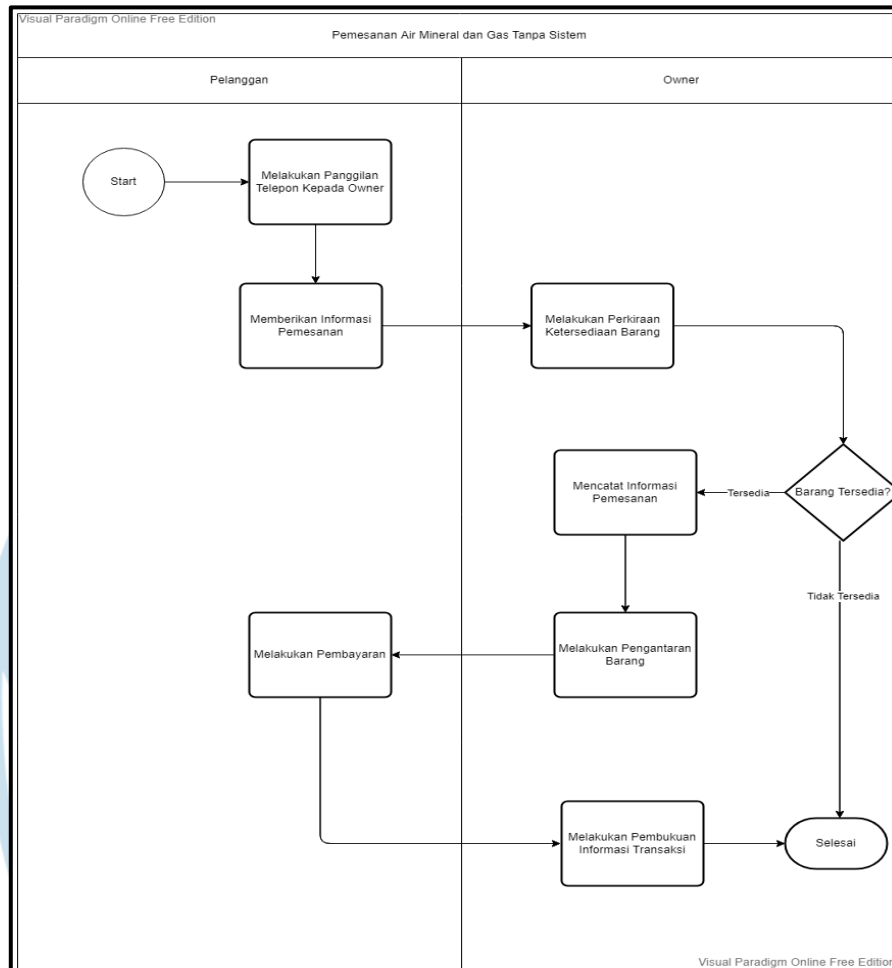 Visual Paradigm Online Free Edition
Pemesanan Air Mineral dan Gas Tanpa Sistem
Pelanggan
Owner
Start
Melakukan Panggilan
Telepon Kepada Owner
Memberikan Informasi
Pemesanan
Melakukan Perkiraan
Ketersediaan Barang
Barang Tersedia?
Tersedia
Mencatat Informasi
Pemesanan
Tidak Tersedia
Melakukan Pengantaran
Barang
Melakukan Pembayaran
Melakukan Pembukuan
Informasi Transaksi
Selesai
Visual Paradigm Online Free Edition